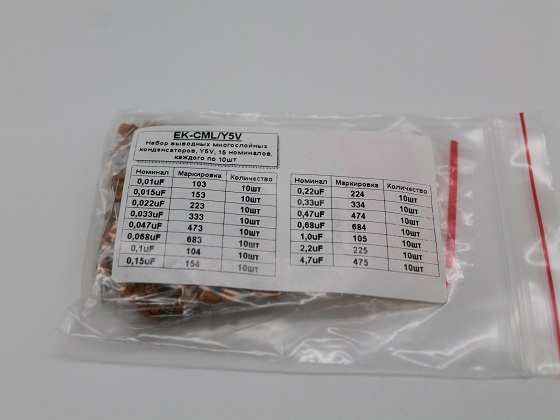 EK-CML/Y5V
Набор выводных многослойных
конденсаторов, Y5V, 15 номиналов,
каждого по 10шт
Номинал Маркировка Количество
0,01uF 103 10шт
0,015uF 153 10шт
0,022uF 223 10шт
0,033uF 333 10шт
0,047uF 473 10шт
0,068uF 683 10шт
0,1uF 104 10шт
0,15uF 154 10шт
Номинал Маркировка Количество
0,22uF 224 10шт
0,33uF 334 10шт
0,47uF 474 10шт
0,68uF 684 10шт
1,0uF 105 10шт
2,2uF 225 10шт
4,7uF 475 10шт